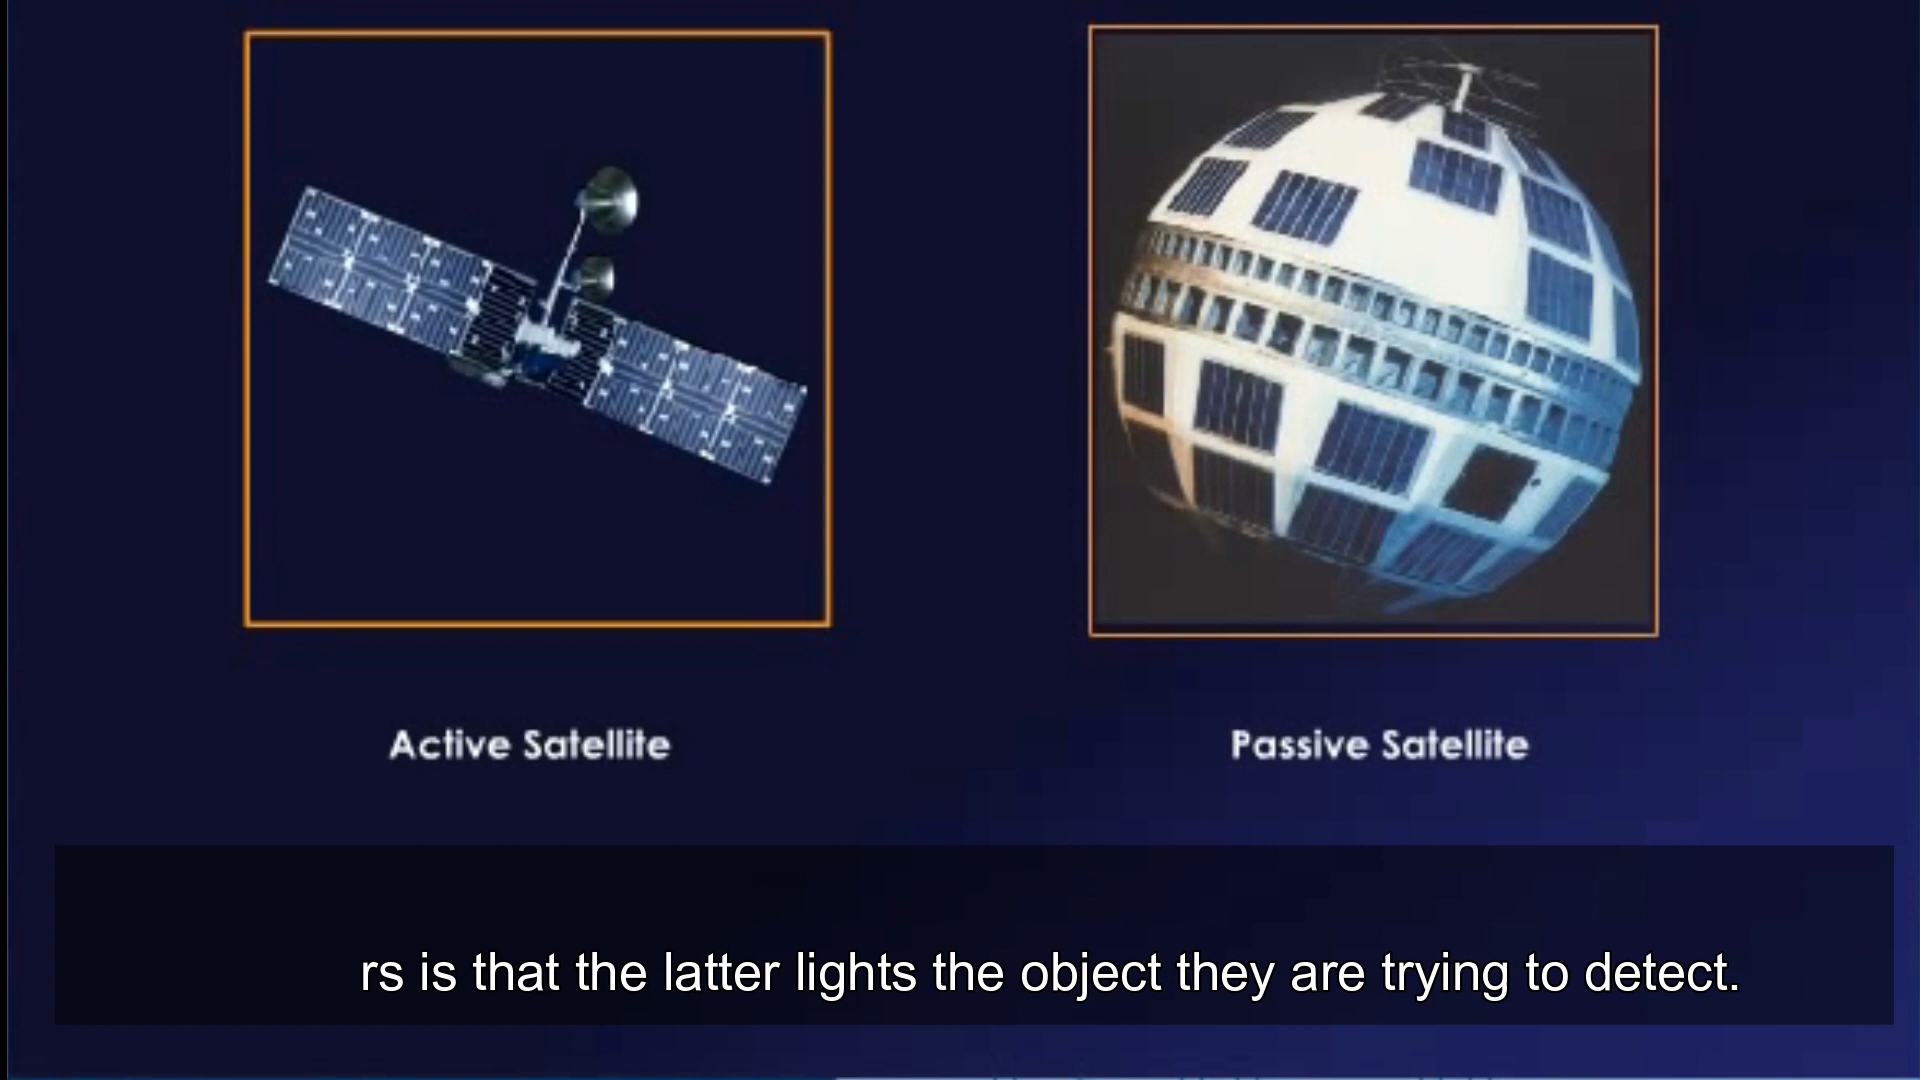 Active Satellite
Passive Satellite
rs is that the latter lights the object they are trying to detect.